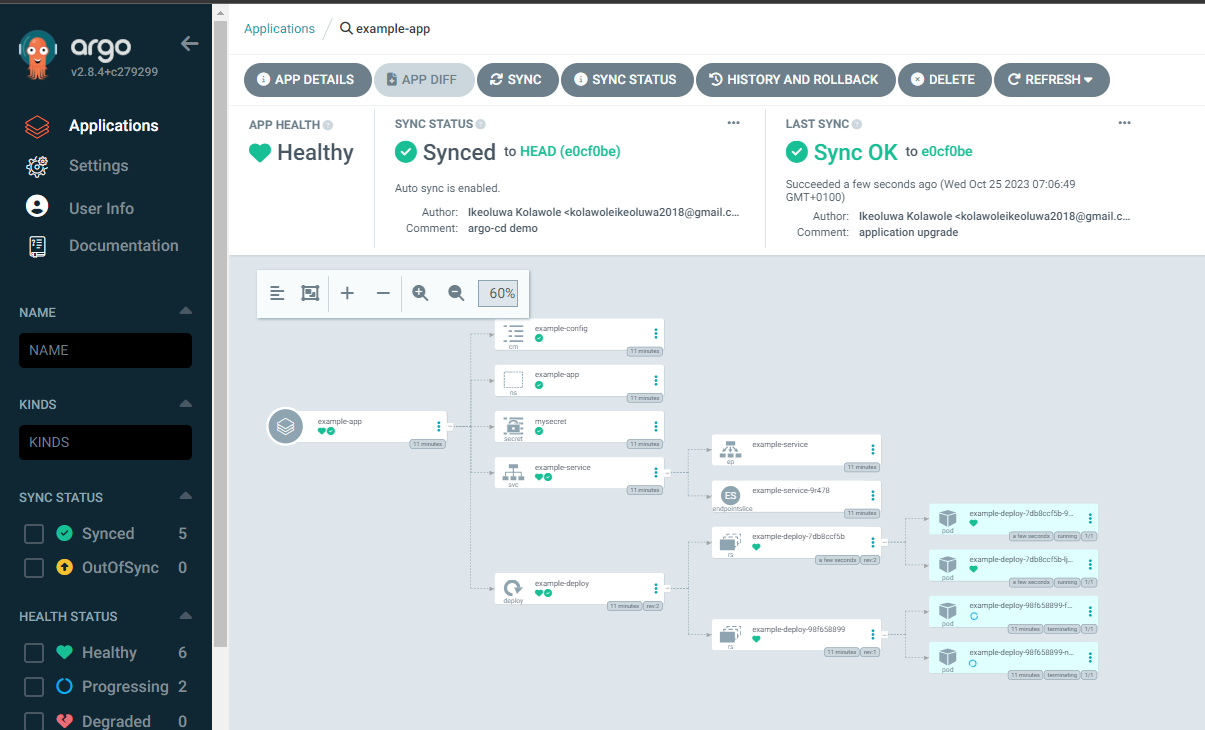 argo
v2.8.4+c279299
Applications
Settings
User Info
Documentation
NAME
NAME
KINDS
KINDS
SYNC STATUS
Synced 5
OutOfSync 0
HEALTH STATUS
Healthy 6
Progressing 2
Degraded 0
Applications / example-app
APP DETAILS APP DIFF SYNC SYNC STATUS HISTORY AND ROLLBACK DELETE REFRESH
APP HEALTH
Healthy
SYNC STATUS
Synced to HEAD (e0cf0be)
Auto sync is enabled.
Author: Ikeoluwa Kolawole <kolawoleikeoluwa2018@gmail.c...
Comment: argo-cd demo
LAST SYNC
Sync OK to e0cf0be
Succeeded a few seconds ago (Wed Oct 25 2023 07:06:49
GMT+0100)
Author: Ikeoluwa Kolawole <kolawoleikeoluwa2018@gmail.c...
Comment: application upgrade
60%
example-app
11 minutes
example-config
cm
11 minutes
example-app
ns
11 minutes
mysecret
secret
11 minutes
example-service
svc
11 minutes
example-deploy
deploy
11 minutes rev:2
example-service
ep
11 minutes
ES
example-service-9r478
endpointslice
11 minutes
example-deploy-7db8ccf5b
rs
a few seconds rev:2
example-deploy-98f658899
rs
11 minutes rev:1
example-deploy-7db8ccf5b-9...
pod
a few seconds running 1/1
example-deploy-7db8ccf5b-lj...
pod
a few seconds running 1/1
example-deploy-98f658899-f...
pod
11 minutes terminating 1/1
example-deploy-98f658899-n...
pod
11 minutes terminating 1/1